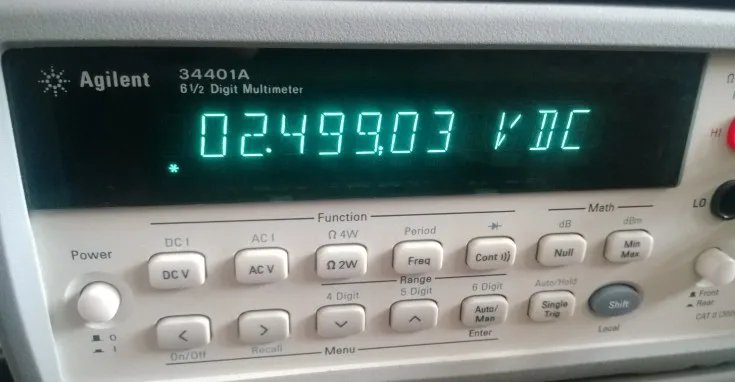 Agilent 34401A
6½ Digit Multimeter
02.499,03 VDC
*
Function
Math
DC I AC I Ω 4W Period dB dBm
Power
DC V AC V Ω 2W Freq Cont Null Min Max
HI
LO
Range
4 Digit 5 Digit 6 Digit Auto/Hold
< > Auto/Man Single Trig Shift
Front
Rear
O
I
On/Off Recall Enter Local
Menu